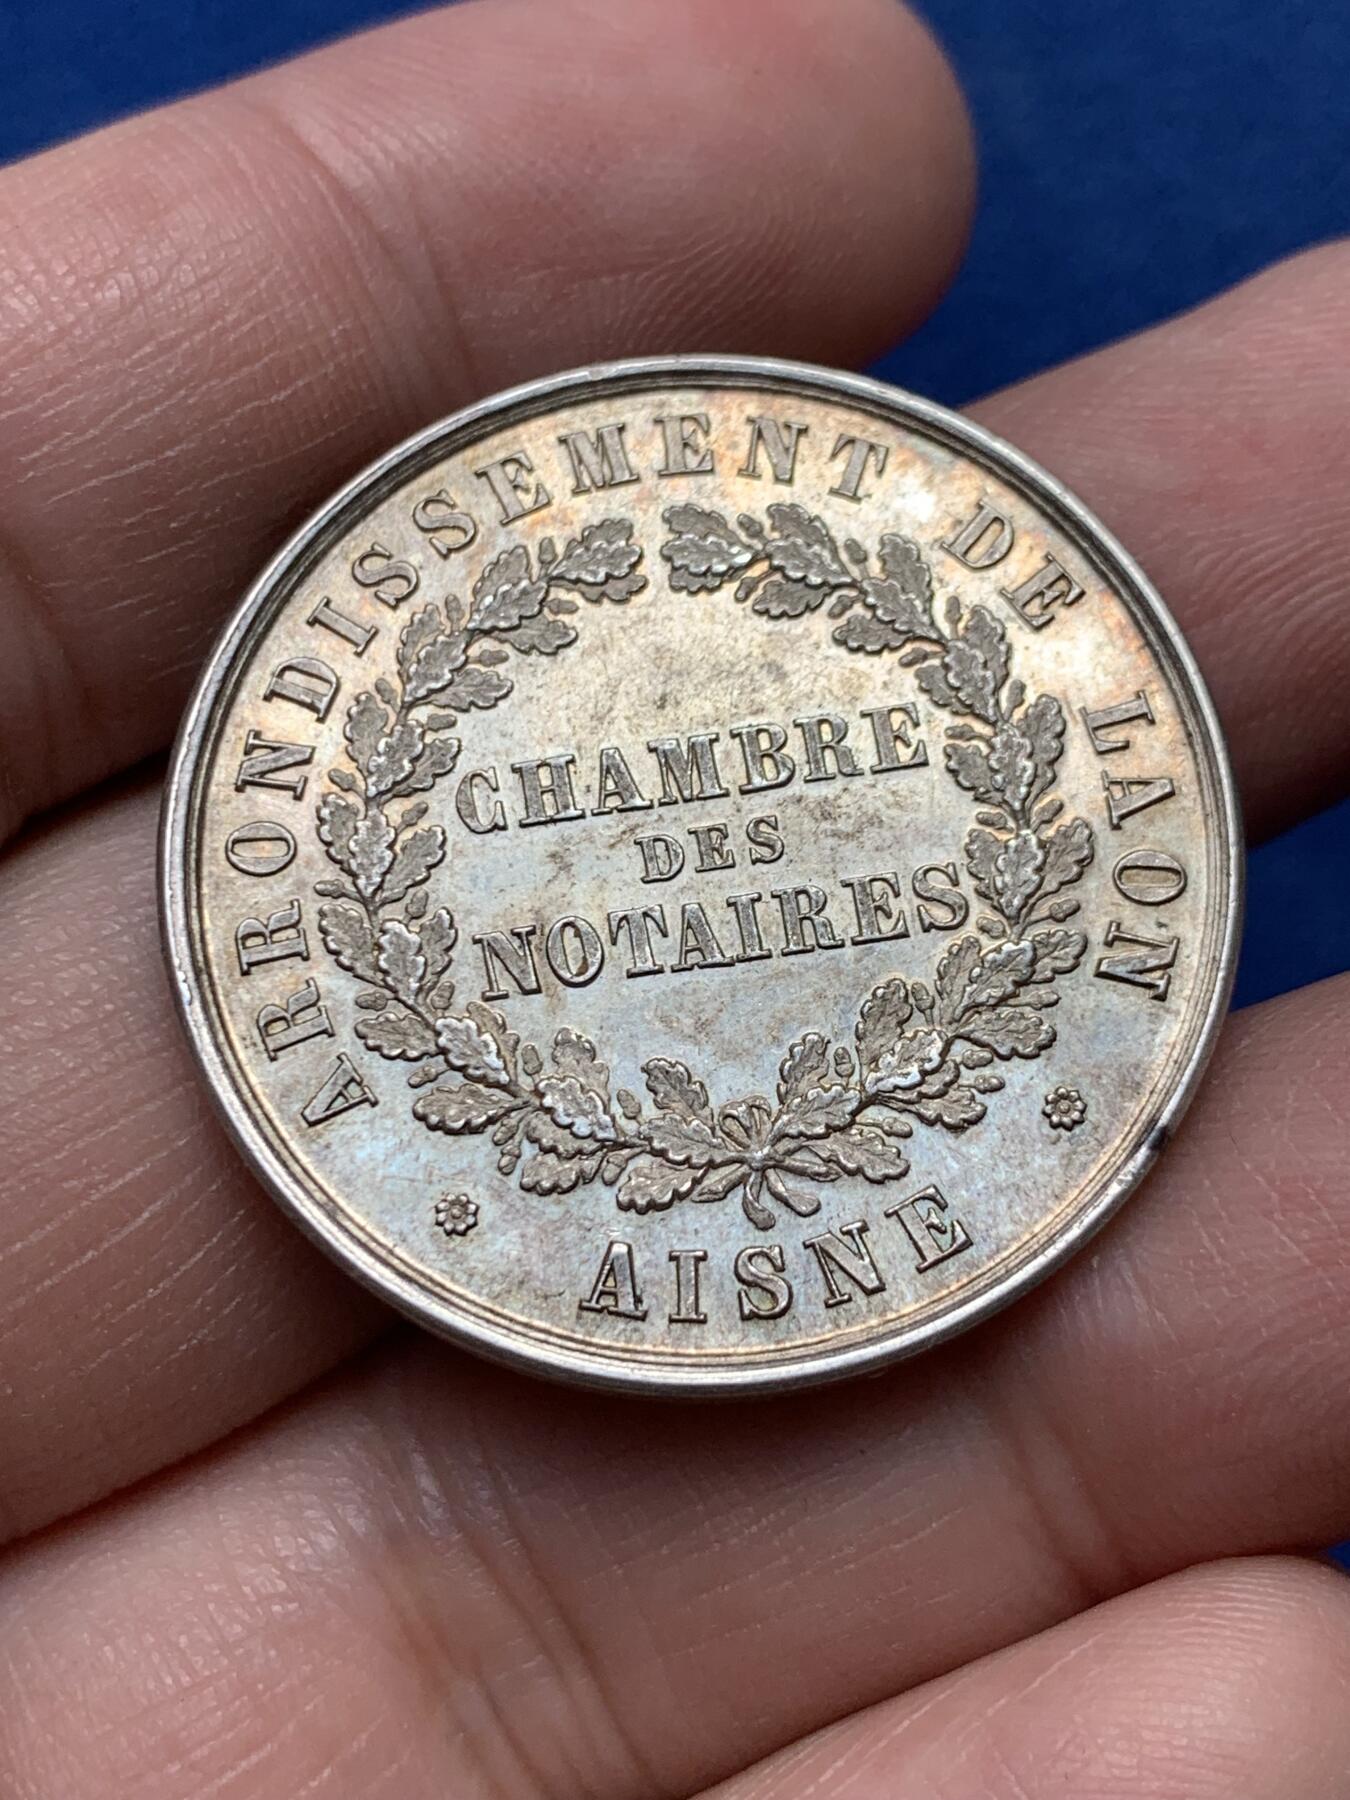 ARRONDISSEMENT DE LAON
CHAMBRE
DES
NOTAIRES
AISNE